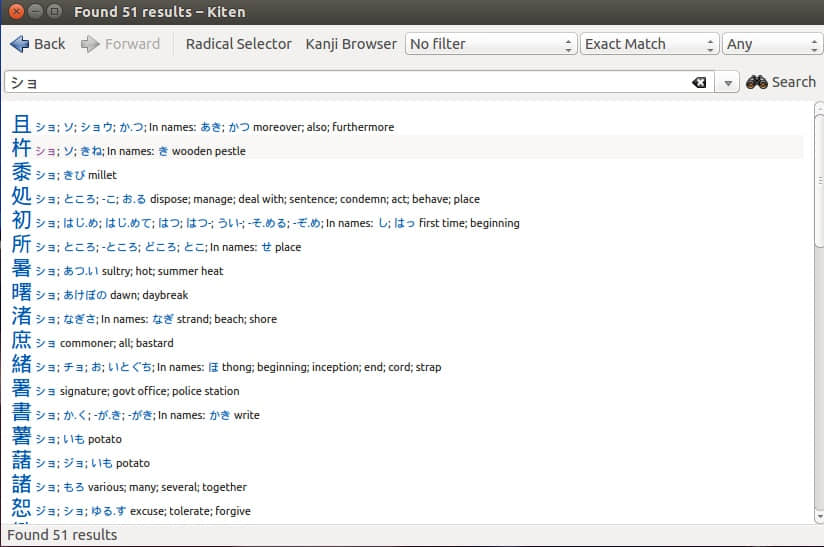 Found 51 results – Kiten
Back Forward Radical Selector Kanji Browser No filter Exact Match Any
ショ Search
且 ショ; ソ; ショウ; か.つ; In names: あき; かつ moreover; also; furthermore
杵 ショ; ソ; きね; In names: き wooden pestle
黍 ショ; きび millet
処 ショ; ところ; -こ; お.る dispose; manage; deal with; sentence; condemn; act; behave; place
初 ショ; はじ.め; はじ.めて; はつ; はつ-; うい-; -そ.める; -ぞ.め; In names: し; はっ first time; beginning
所 ショ; ところ; -ところ; どころ; とこ; In names: せ place
暑 ショ; あつ.い sultry; hot; summer heat
曙 ショ; あけぼの dawn; daybreak
渚 ショ; なぎさ; In names: なぎ strand; beach; shore
庶 ショ commoner; all; bastard
緒 ショ; チョ; お; いとぐち; In names: ほ thong; beginning; inception; end; cord; strap
署 ショ signature; govt office; police station
書 ショ; か.く; -が.き; -がき; In names: かき write
薯 ショ; いも potato
藷 ショ; ジョ; いも potato
諸 ショ; もろ various; many; several; together
恕 ジョ; ショ; ゆる.す excuse; tolerate; forgive
Found 51 results